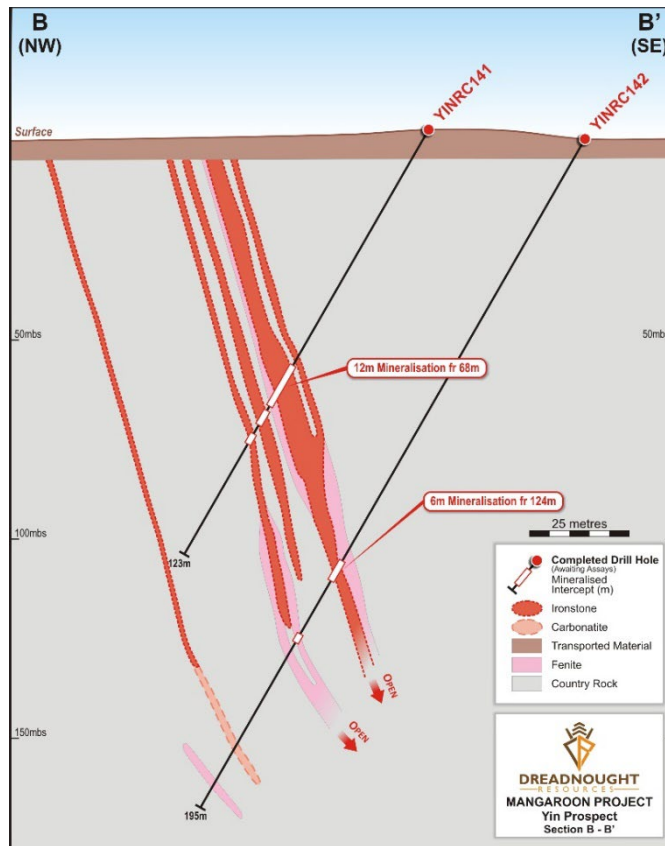 B
(NW)
B'
(SE)
YINRC141
YINRC142
Surface
50mbs
50mb
12m Mineralisation fr 68m
6m Mineralisation fr 124m
100mbs
123m
25 metres
Completed Drill Hole
(Awaiting Assays)
Mineralised
Intercept (m)
Ironstone
Carbonatite
Transported Material
Fenite
Country Rock
OPEN
OPEN
150mbs
195m
DREADNOUGHT
RESOURCES
MANGAROON PROJECT
Yin Prospect
Section B - B'